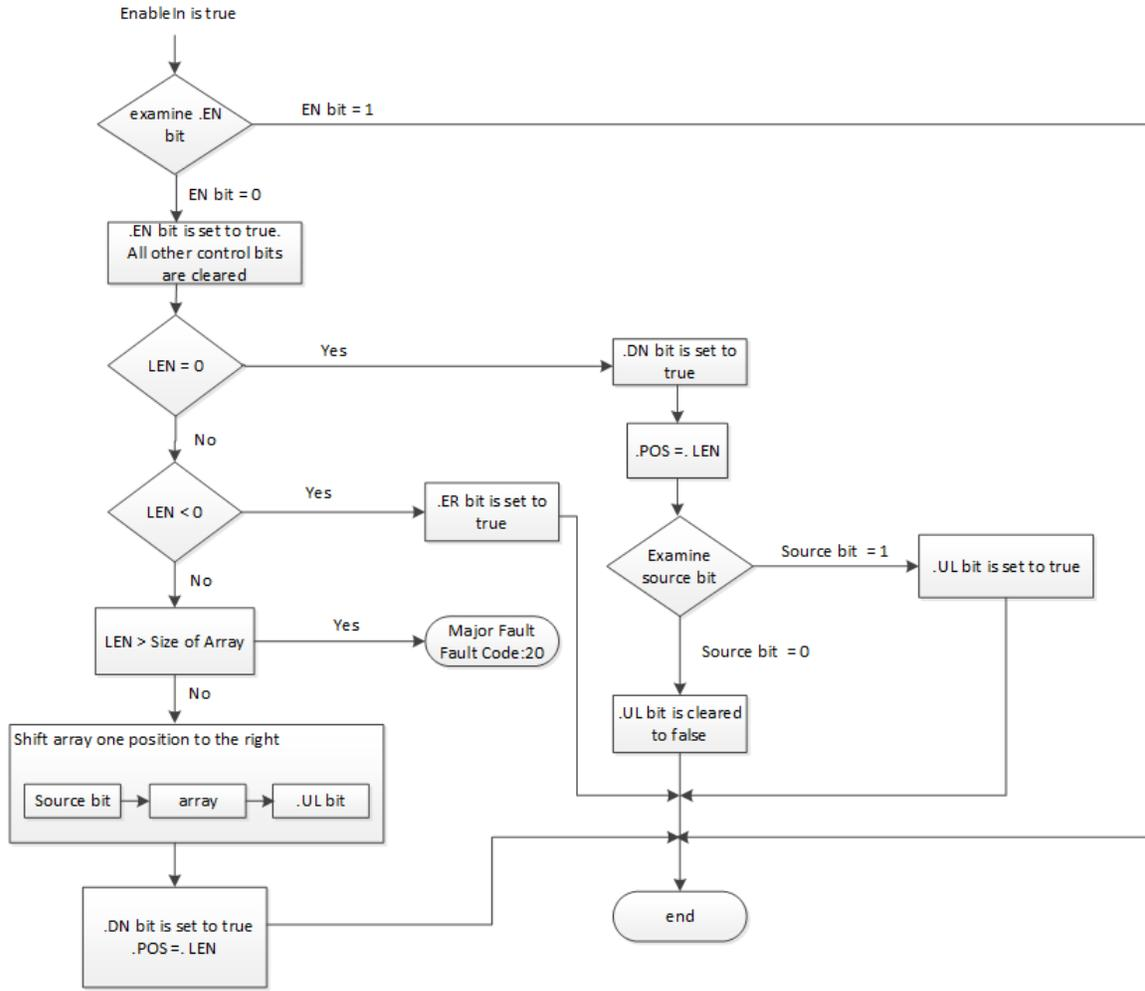 EnableIn is true
examine .EN
bit
EN bit = 1
EN bit = 0
.EN bit is set to true.
All other control bits
are cleared
LEN = 0
Yes
.DN bit is set to
true
No
.POS =. LEN
LEN < 0
Yes
.ER bit is set to
true
Examine
source bit
Source bit = 1
.UL bit is set to true
No
LEN > Size of Array
Yes
Major Fault
Fault Code:20
Source bit = 0
No
.UL bit is cleared
to false
Shift array one position to the right
Source bit
array
.UL bit
.DN bit is set to true
.POS =. LEN
end